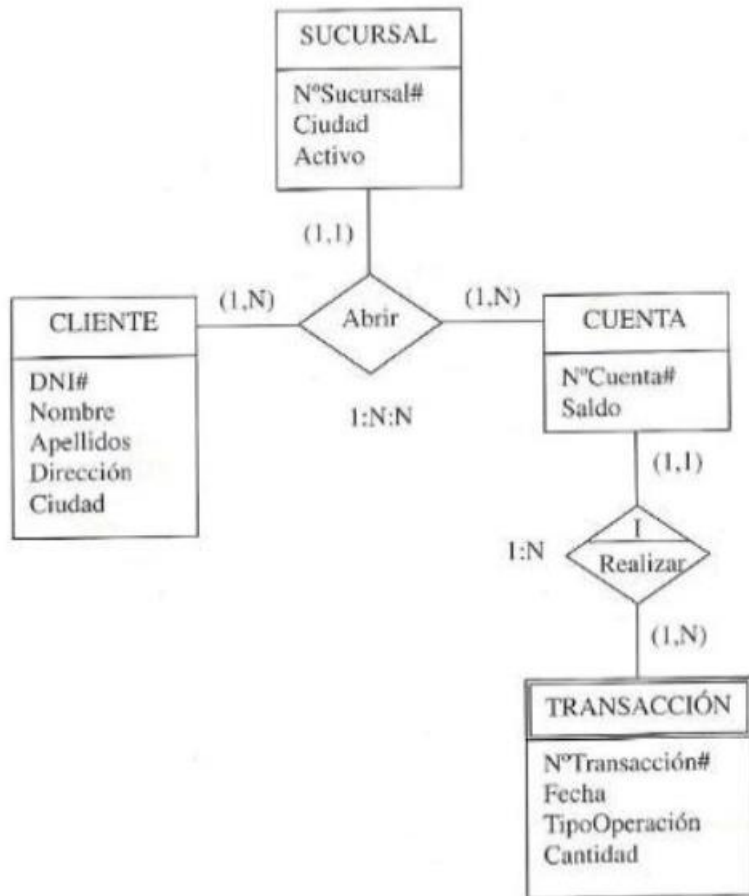 SUCURSAL
NºSucursal#
Ciudad
Activo
(1,1)
(1,N)
(1,N)
CLIENTE
Abrir
CUENTA
DNI#
Nombre
Apellidos
Dirección
Ciudad
1:N:N
NºCuenta#
Saldo
(1,1)
I
1:N
Realizar
(1,N)
TRANSACCIÓN
NºTransacción#
Fecha
TipoOperación
Cantidad